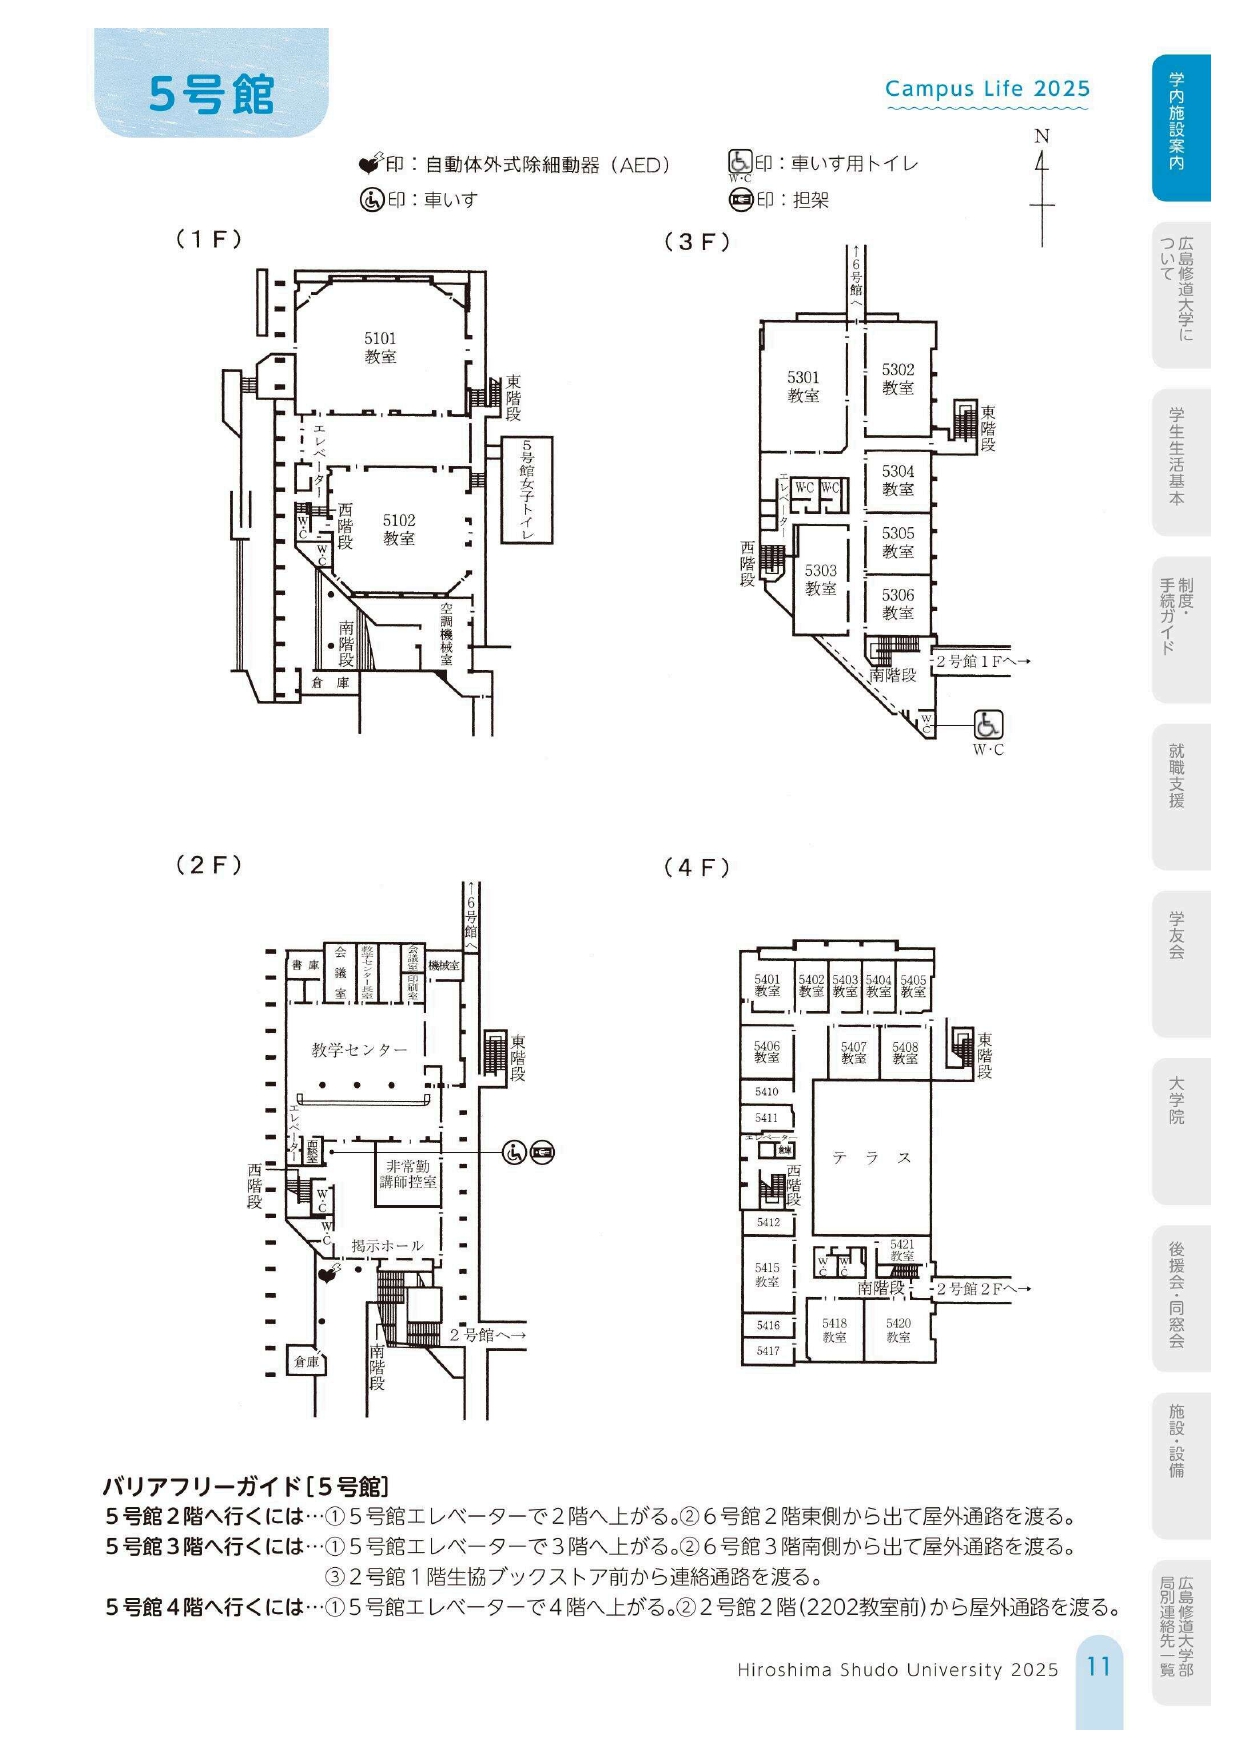 5号館
Campus Life 2025
印：自動体外式除細動器（AED）
印：車いす用トイレ
W·C
印：車いす
印：担架
N
（1F）
5101
教室
東階段
エレベーター
5号館女子トイレ
5102
教室
西階段
W·C
W·C
南階段
空調機械室
倉庫
（3F）
↑6号館へ
5301
教室
5302
教室
東階段
5304
教室
エレベーター
W·C
W·C
5305
教室
西階段
5303
教室
5306
教室
南階段
2号館1Fへ→
W·C
W·C
（2F）
↑6号館へ
書庫
会議室
教学センター長室
会議室
印刷室
機械室
教学センター
東階段
エレベーター
面談室
非常勤
講師控室
西階段
W·C
W·C
掲示ホール
2号館へ→
南階段
倉庫
（4F）
5401
教室
5402
教室
5403
教室
5404
教室
5405
教室
5406
教室
5407
教室
5408
教室
東階段
5410
5411
エレベーター
倉庫
テラス
西階段
5412
5421
教室
5415
教室
W·C
W·C
南階段
2号館2Fへ→
5416
5418
教室
5420
教室
5417
バリアフリーガイド［5号館］
5号館2階へ行くには…①5号館エレベーターで2階へ上がる。②6号館2階東側から出て屋外通路を渡る。
5号館3階へ行くには…①5号館エレベーターで3階へ上がる。②6号館3階南側から出て屋外通路を渡る。
③2号館1階生協ブックストア前から連絡通路を渡る。
5号館4階へ行くには…①5号館エレベーターで4階へ上がる。②2号館2階(2202教室前)から屋外通路を渡る。
Hiroshima Shudo University 2025
11
学内施設案内
広島修道大学に
ついて
学生生活基本
制度・
手続ガイド
就職支援
学友会
大学院
後援会・同窓会
施設・設備
広島修道大学部
局別連絡先一覧